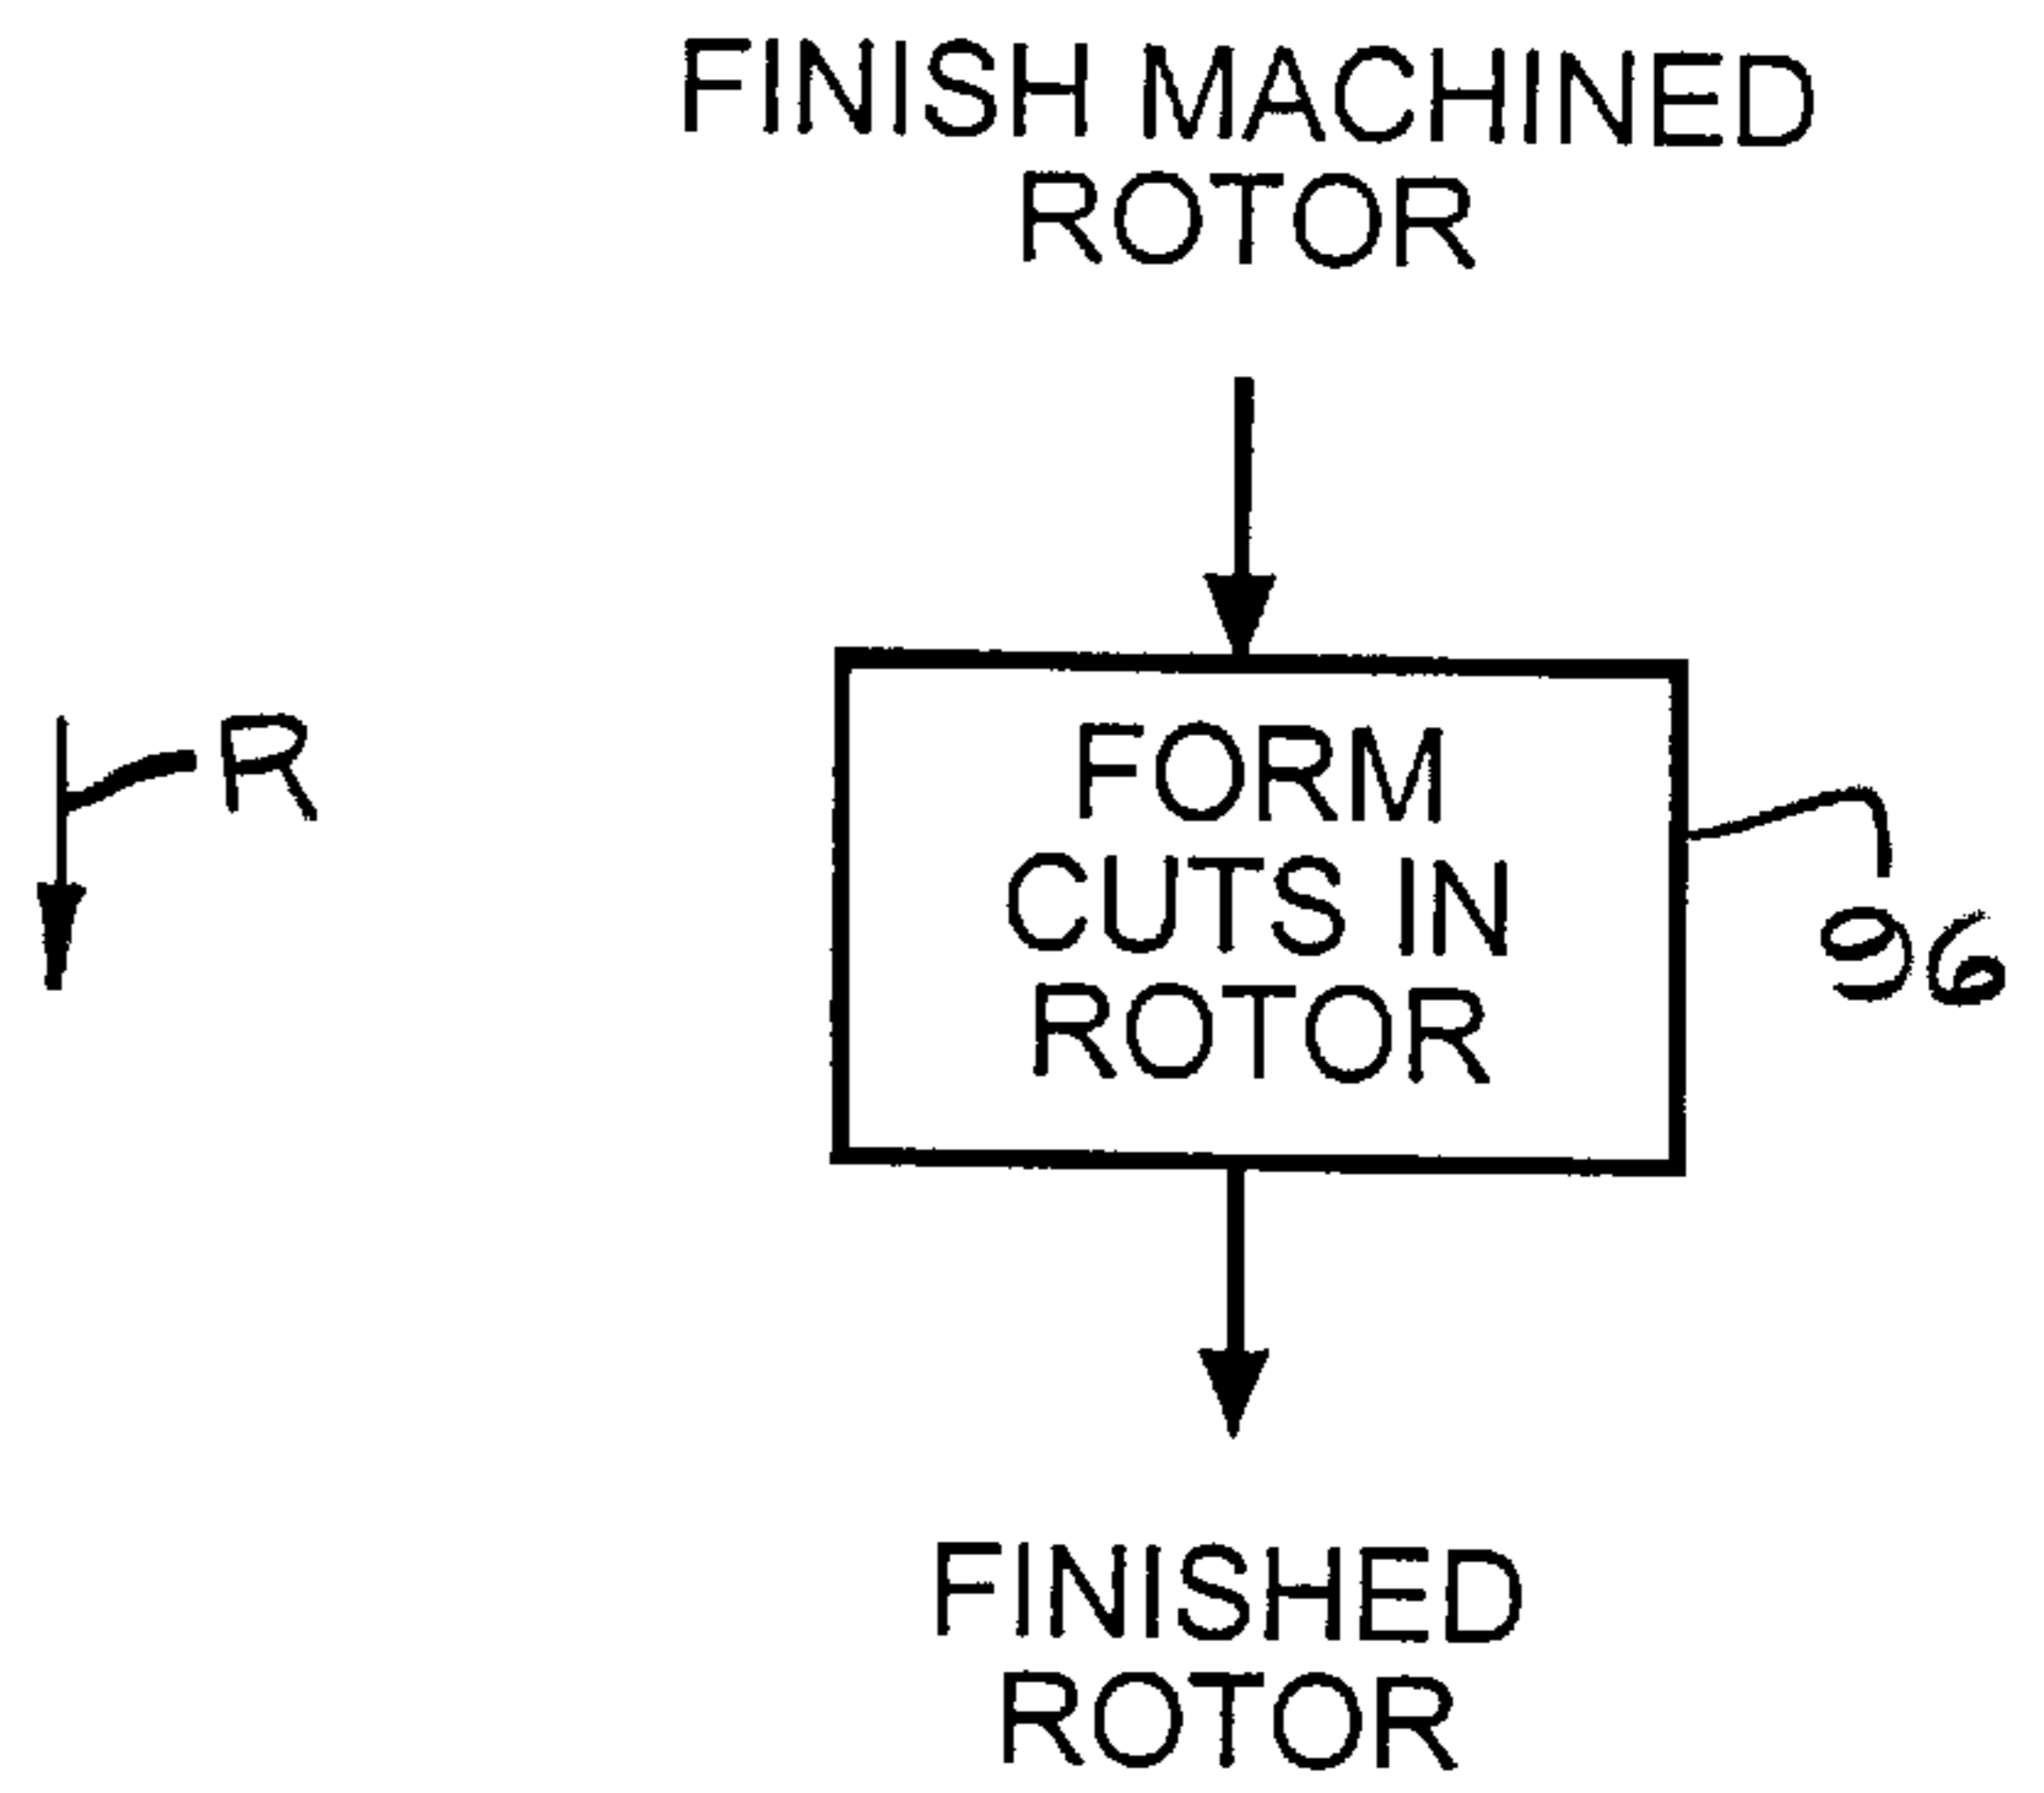 FINISH MACHINED
ROTOR
R
FORM
CUTS IN
ROTOR
96
FINISHED
ROTOR